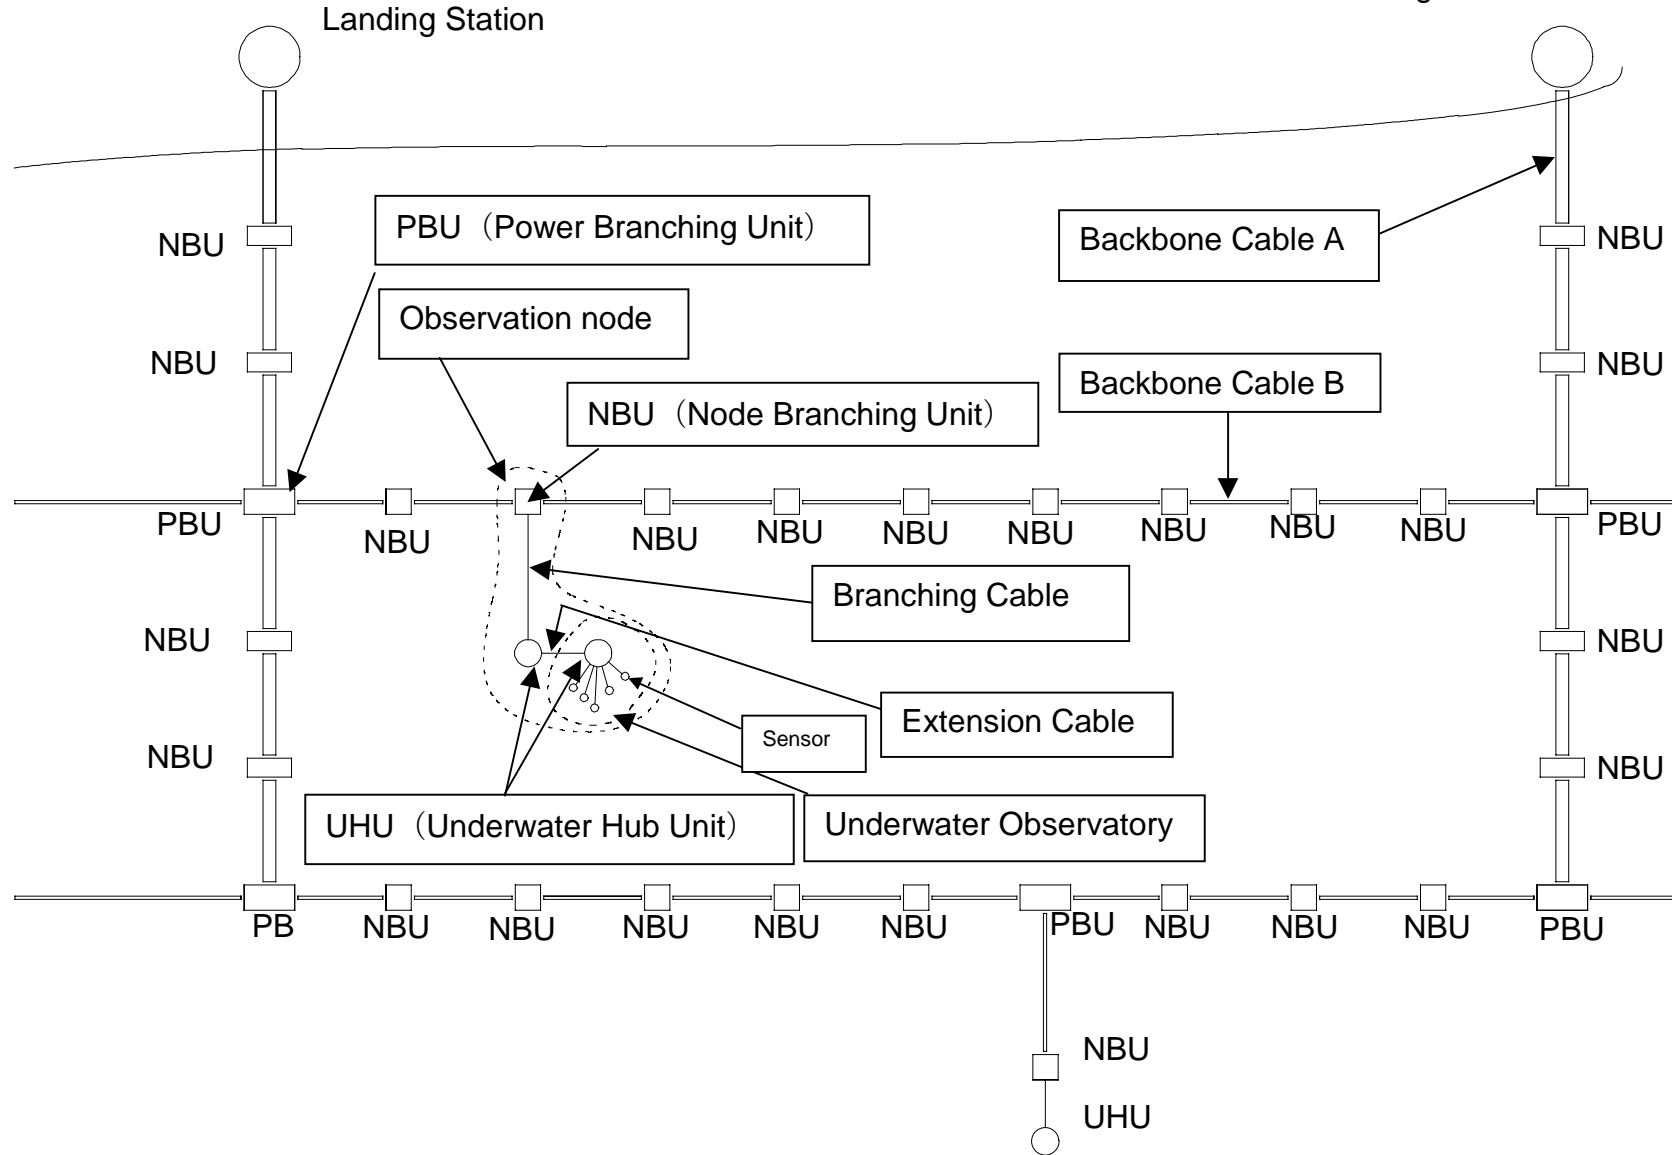 Landing Station
PBU（Power Branching Unit）
NBU
Backbone Cable A
NBU
Observation node
NBU
Backbone Cable B
NBU
NBU（Node Branching Unit）
PBU
NBU
NBU
NBU
NBU
NBU
NBU
NBU
NBU
PBU
Branching Cable
NBU
NBU
Extension Cable
Sensor
NBU
NBU
UHU（Underwater Hub Unit）
Underwater Observatory
PB
NBU
NBU
NBU
NBU
NBU
PBU
NBU
NBU
NBU
PBU
NBU
UHU